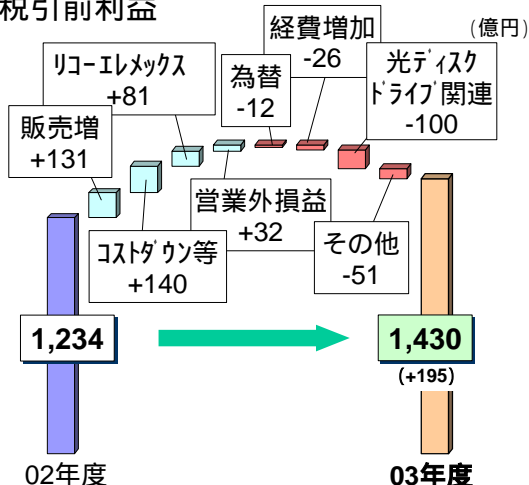 税引前利益
(億円)
経費増加
-26
リコーエレメックス
+81
為替
-12
光ディスク
ドライブ関連
-100
販売増
+131
営業外損益
+32
コストダウン等
+140
その他
-51
1,234
1,430
(+195)
02年度
03年度